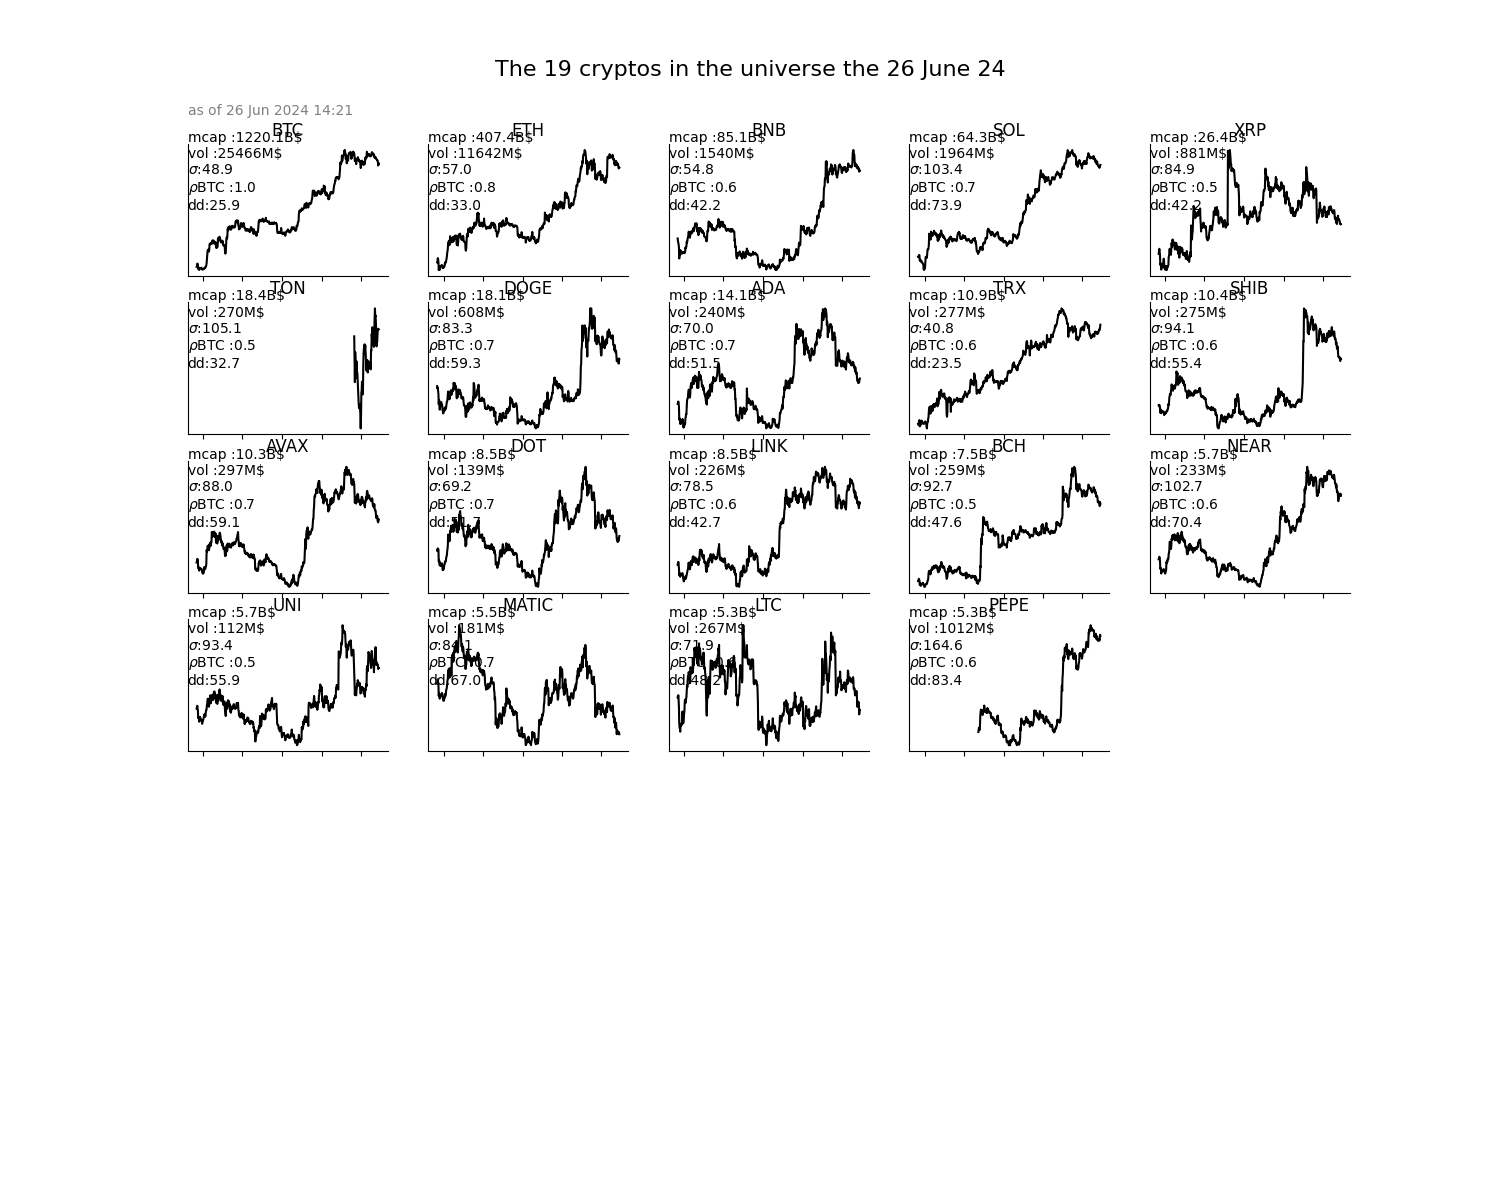 The 19 cryptos in the universe the 26 June 24
as of 26 Jun 2024 14:21
BTC
mcap :1220.1B$
vol :25466M$
σ:48.9
ρBTC :1.0
dd:25.9
ETH
mcap :407.4B$
vol :11642M$
σ:57.0
ρBTC :0.8
dd:33.0
BNB
mcap :85.1B$
vol :1540M$
σ:54.8
ρBTC :0.6
dd:42.2
SOL
mcap :64.3B$
vol :1964M$
σ:103.4
ρBTC :0.7
dd:73.9
XRP
mcap :26.4B$
vol :881M$
σ:84.9
ρBTC :0.5
dd:42.2
TON
mcap :18.4B$
vol :270M$
σ:105.1
ρBTC :0.5
dd:32.7
DOGE
mcap :18.1B$
vol :608M$
σ:83.3
ρBTC :0.7
dd:59.3
ADA
mcap :14.1B$
vol :240M$
σ:70.0
ρBTC :0.7
dd:51.5
TRX
mcap :10.9B$
vol :277M$
σ:40.8
ρBTC :0.6
dd:23.5
SHIB
mcap :10.4B$
vol :275M$
σ:94.1
ρBTC :0.6
dd:55.4
AVAX
mcap :10.3B$
vol :297M$
σ:88.0
ρBTC :0.7
dd:59.1
DOT
mcap :8.5B$
vol :139M$
σ:69.2
ρBTC :0.7
dd:51.7
LINK
mcap :8.5B$
vol :226M$
σ:78.5
ρBTC :0.6
dd:42.7
BCH
mcap :7.5B$
vol :259M$
σ:92.7
ρBTC :0.5
dd:47.6
NEAR
mcap :5.7B$
vol :233M$
σ:102.7
ρBTC :0.6
dd:70.4
UNI
mcap :5.7B$
vol :112M$
σ:93.4
ρBTC :0.5
dd:55.9
MATIC
mcap :5.5B$
vol :181M$
σ:84.1
ρBTC :0.7
dd:67.0
LTC
mcap :5.3B$
vol :267M$
σ:71.9
ρBTC
dd:48.2
PEPE
mcap :5.3B$
vol :1012M$
σ:164.6
ρBTC :0.6
dd:83.4